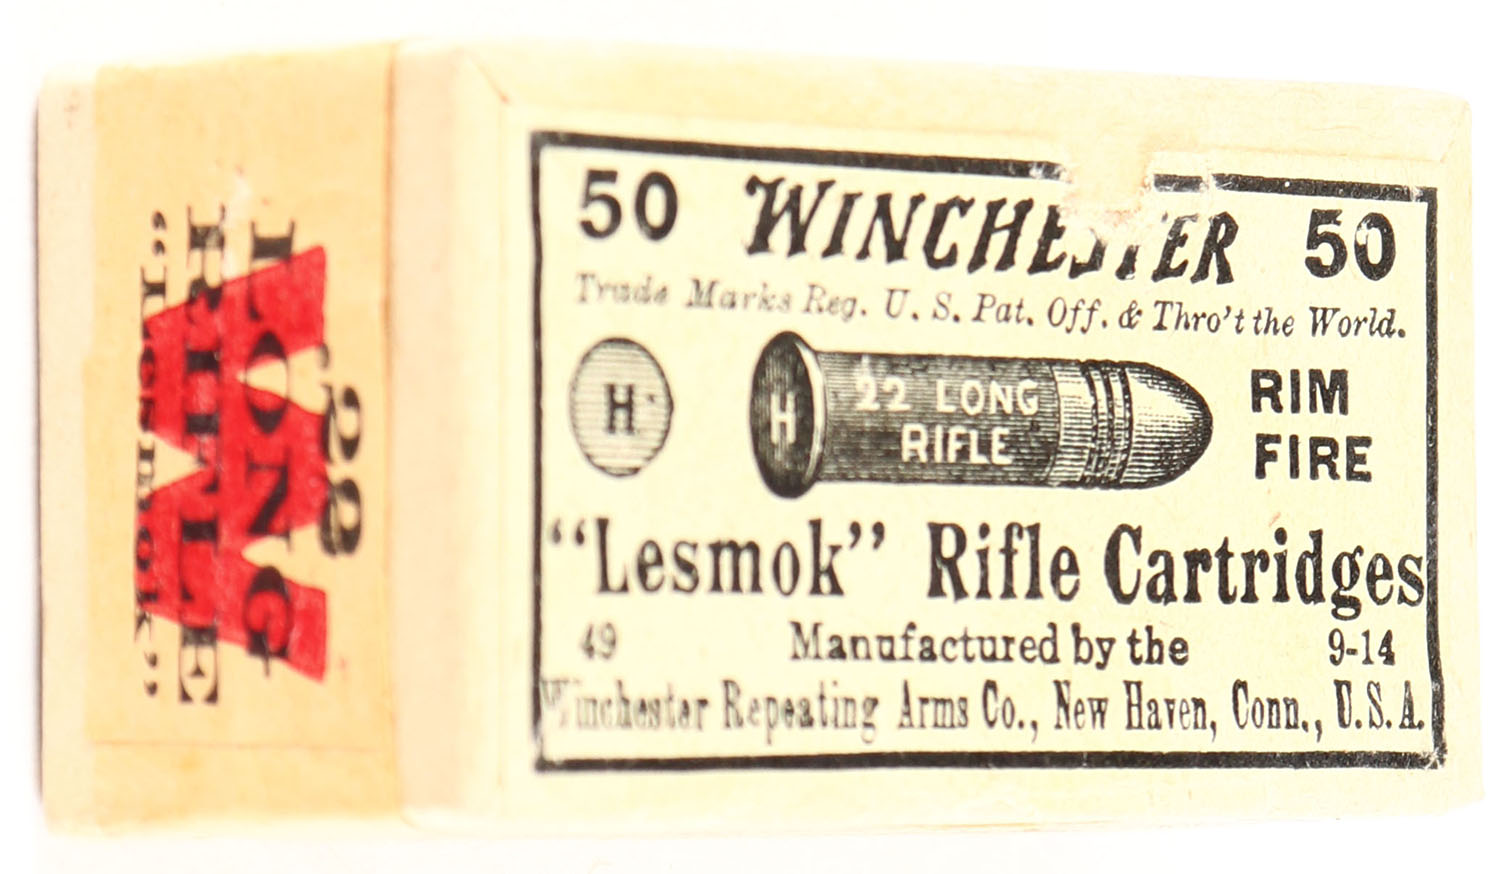 50 WINCHESTER 50
Trade Marks Reg. U. S. Pat. Off. & Thro't the World.
H
H
22 LONG
RIFLE
RIM
FIRE
“Lesmok” Rifle Cartridges
49 Manufactured by the 9-14
Winchester Repeating Arms Co., New Haven, Conn., U.S.A.
.22
LONG
RIFLE
“Lesmok”
W